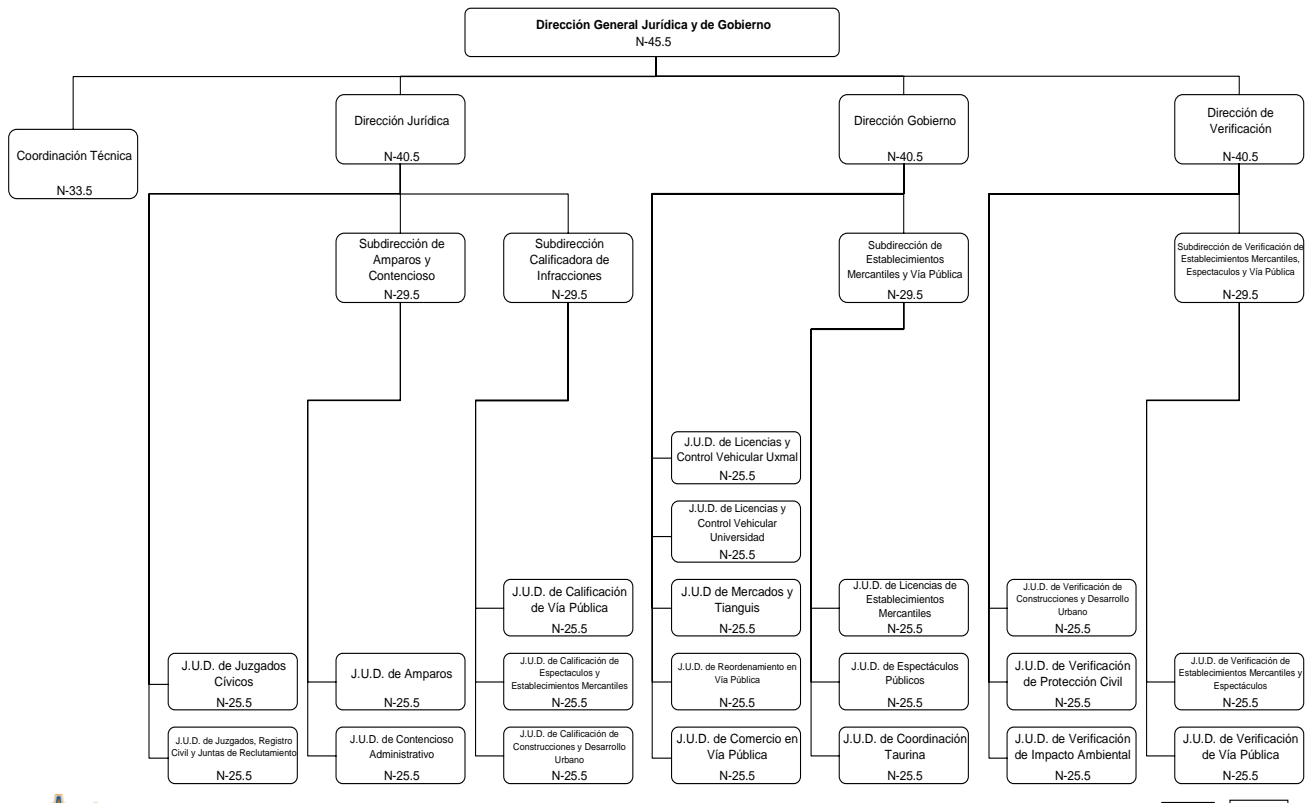 Dirección General Jurídica y de Gobierno
N-45.5
Coordinación Técnica
N-33.5
Dirección Jurídica
N-40.5
Dirección Gobierno
N-40.5
Dirección de
Verificación
N-40.5
Subdirección de
Amparos y
Contencioso
N-29.5
Subdirección
Calificadora de
Infracciones
N-29.5
Subdirección de
Establecimientos
Mercantiles y Vía Pública
N-29.5
Subdirección de Verificación de
Establecimientos Mercantiles,
Espectaculos y Vía Pública
N-29.5
J.U.D. de Juzgados
Cívicos
N-25.5
J.U.D. de Juzgados, Registro
Civil y Juntas de Reclutamiento
N-25.5
J.U.D. de Amparos
N-25.5
J.U.D. de Contencioso
Administrativo
N-25.5
J.U.D. de Calificación
de Vía Pública
N-25.5
J.U.D. de Calificación de
Espectaculos y
Establecimientos Mercantiles
N-25.5
J.U.D. de Calificación de
Construcciones y Desarrollo
Urbano
N-25.5
J.U.D. de Licencias y
Control Vehicular Uxmal
N-25.5
J.U.D. de Licencias y
Control Vehicular
Universidad
N-25.5
J.U.D de Mercados y
Tianguis
N-25.5
J.U.D. de Reordenamiento en
Vía Pública
N-25.5
J.U.D. de Comercio en
Vía Pública
N-25.5
J.U.D. de Licencias de
Establecimientos
Mercantiles
N-25.5
J.U.D. de Espectáculos
Públicos
N-25.5
J.U.D. de Coordinación
Taurina
N-25.5
J.U.D. de Verificación de
Construcciones y Desarrollo
Urbano
N-25.5
J.U.D. de Verificación
de Protección Civil
N-25.5
J.U.D. de Verificación
de Impacto Ambiental
N-25.5
J.U.D. de Verificación de
Establecimientos Mercantiles y
Espectáculos
N-25.5
J.U.D. de Verificación
de Vía Pública
N-25.5